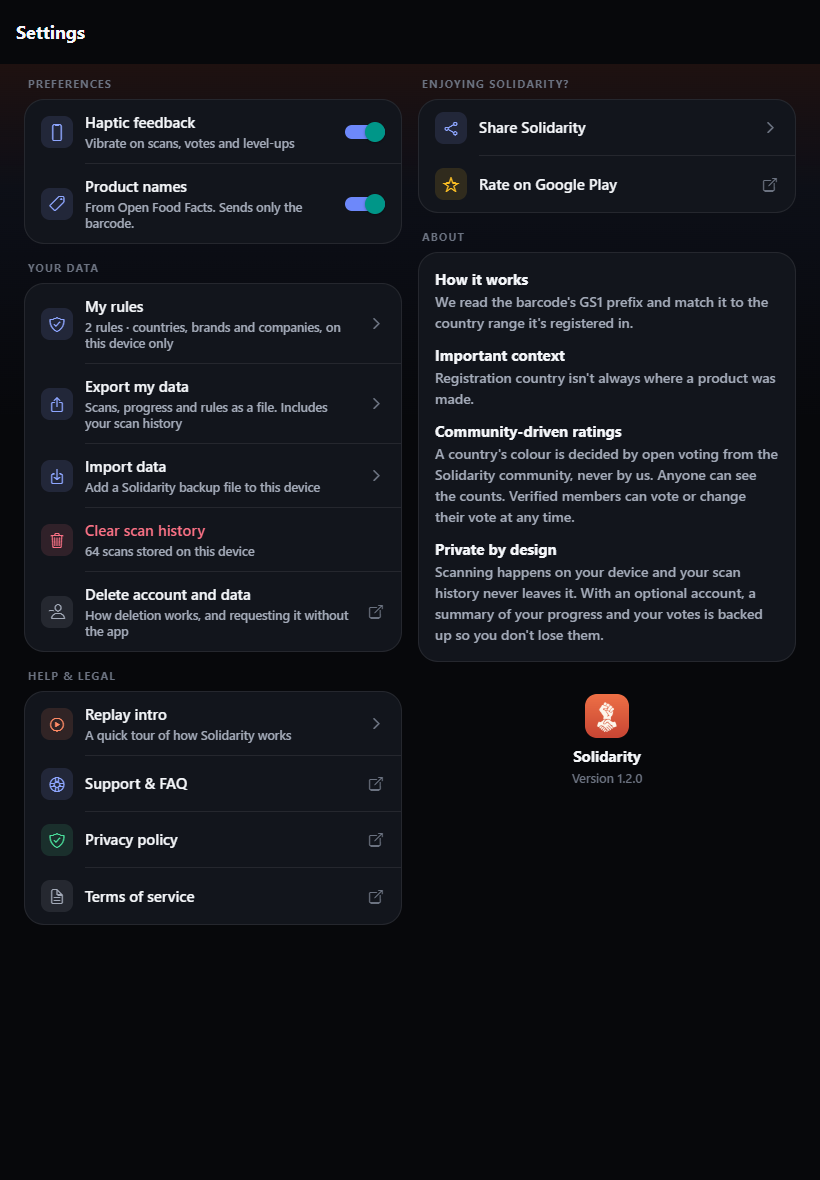 Settings
PREFERENCES
Haptic feedback
Vibrate on scans, votes and level-ups
Product names
From Open Food Facts. Sends only the
barcode.
YOUR DATA
My rules
2 rules · countries, brands and companies, on
this device only
Export my data
Scans, progress and rules as a file. Includes
your scan history
Import data
Add a Solidarity backup file to this device
Clear scan history
64 scans stored on this device
Delete account and data
How deletion works, and requesting it without
the app
HELP & LEGAL
Replay intro
A quick tour of how Solidarity works
Support & FAQ
Privacy policy
Terms of service
ENJOYING SOLIDARITY?
Share Solidarity
Rate on Google Play
ABOUT
How it works
We read the barcode's GS1 prefix and match it to the
country range it's registered in.
Important context
Registration country isn't always where a product was
made.
Community-driven ratings
A country's colour is decided by open voting from the
Solidarity community, never by us. Anyone can see
the counts. Verified members can vote or change
their vote at any time.
Private by design
Scanning happens on your device and your scan
history never leaves it. With an optional account, a
summary of your progress and your votes is backed
up so you don't lose them.
Solidarity
Version 1.2.0